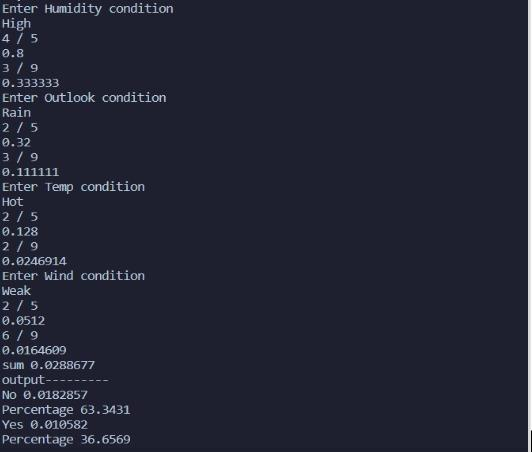 Enter Humidity condition
High
4 / 5
0.8
3 / 9
0.333333
Enter Outlook condition
Rain
2 / 5
0.32
3 / 9
0.111111
Enter Temp condition
Hot
2 / 5
0.128
2 / 9
0.0246914
Enter Wind condition
Weak
2 / 5
0.0512
6 / 9
0.0164609
sum 0.0288677
output---------
No 0.0182857
Percentage 63.3431
Yes 0.010582
Percentage 36.6569